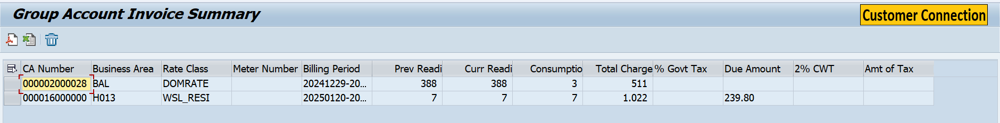 Group Account Invoice Summary
Customer Connection
CA Number Business Area Rate Class Meter Number Billing Period Prev Readi Curr Readi Consumptio Total Charge % Govt Tax Due Amount 2% CWT Amt of Tax
000002000028 BAL DOMRATE 20241229-20... 388 388 3 511
000016000000 H013 WSL_RESI 20250120-20... 7 7 7 1.022 239.80